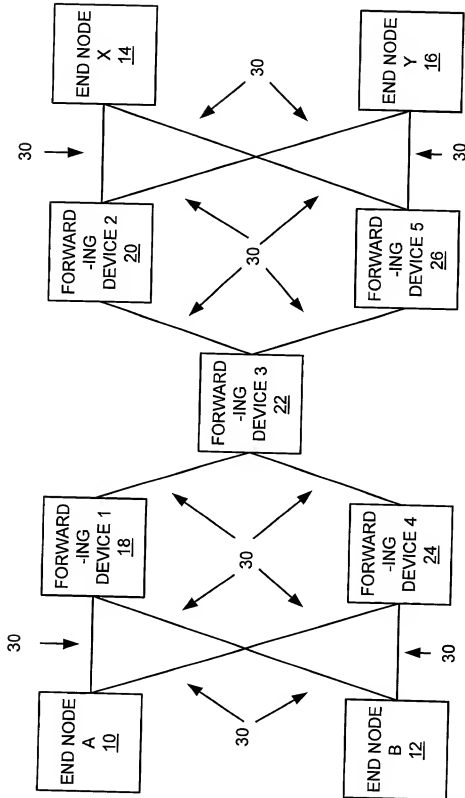 END NODE
A
10
30
FORWARD
-ING
DEVICE 1
18
30
30
FORWARD
-ING
DEVICE 3
22
FORWARD
-ING
DEVICE 2
20
30
30
END NODE
X
14
30
END NODE
B
12
30
FORWARD
-ING
DEVICE 4
24
FORWARD
-ING
DEVICE 5
26
30
END NODE
Y
16